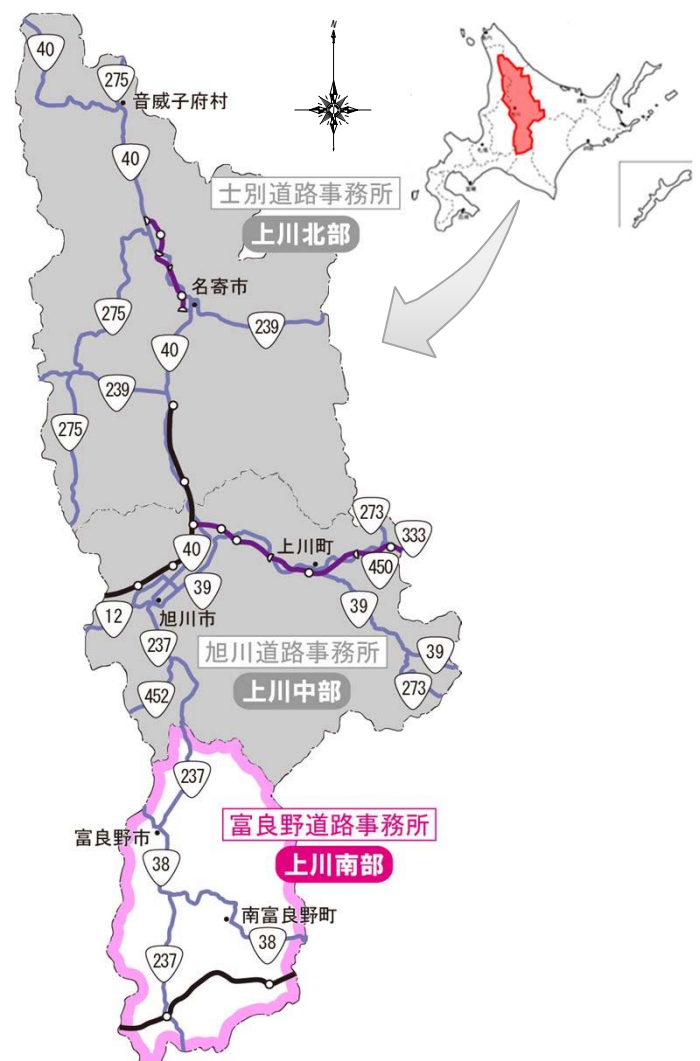 N
40
275
音威子府村
40
士別道路事務所
上川北部
275
名寄市
239
40
239
275
273
333
上川町
40
450
39
39
12
旭川市
237
旭川道路事務所
39
452
上川中部
273
237
富良野道路事務所
富良野市
上川南部
38
南富良野町
38
237